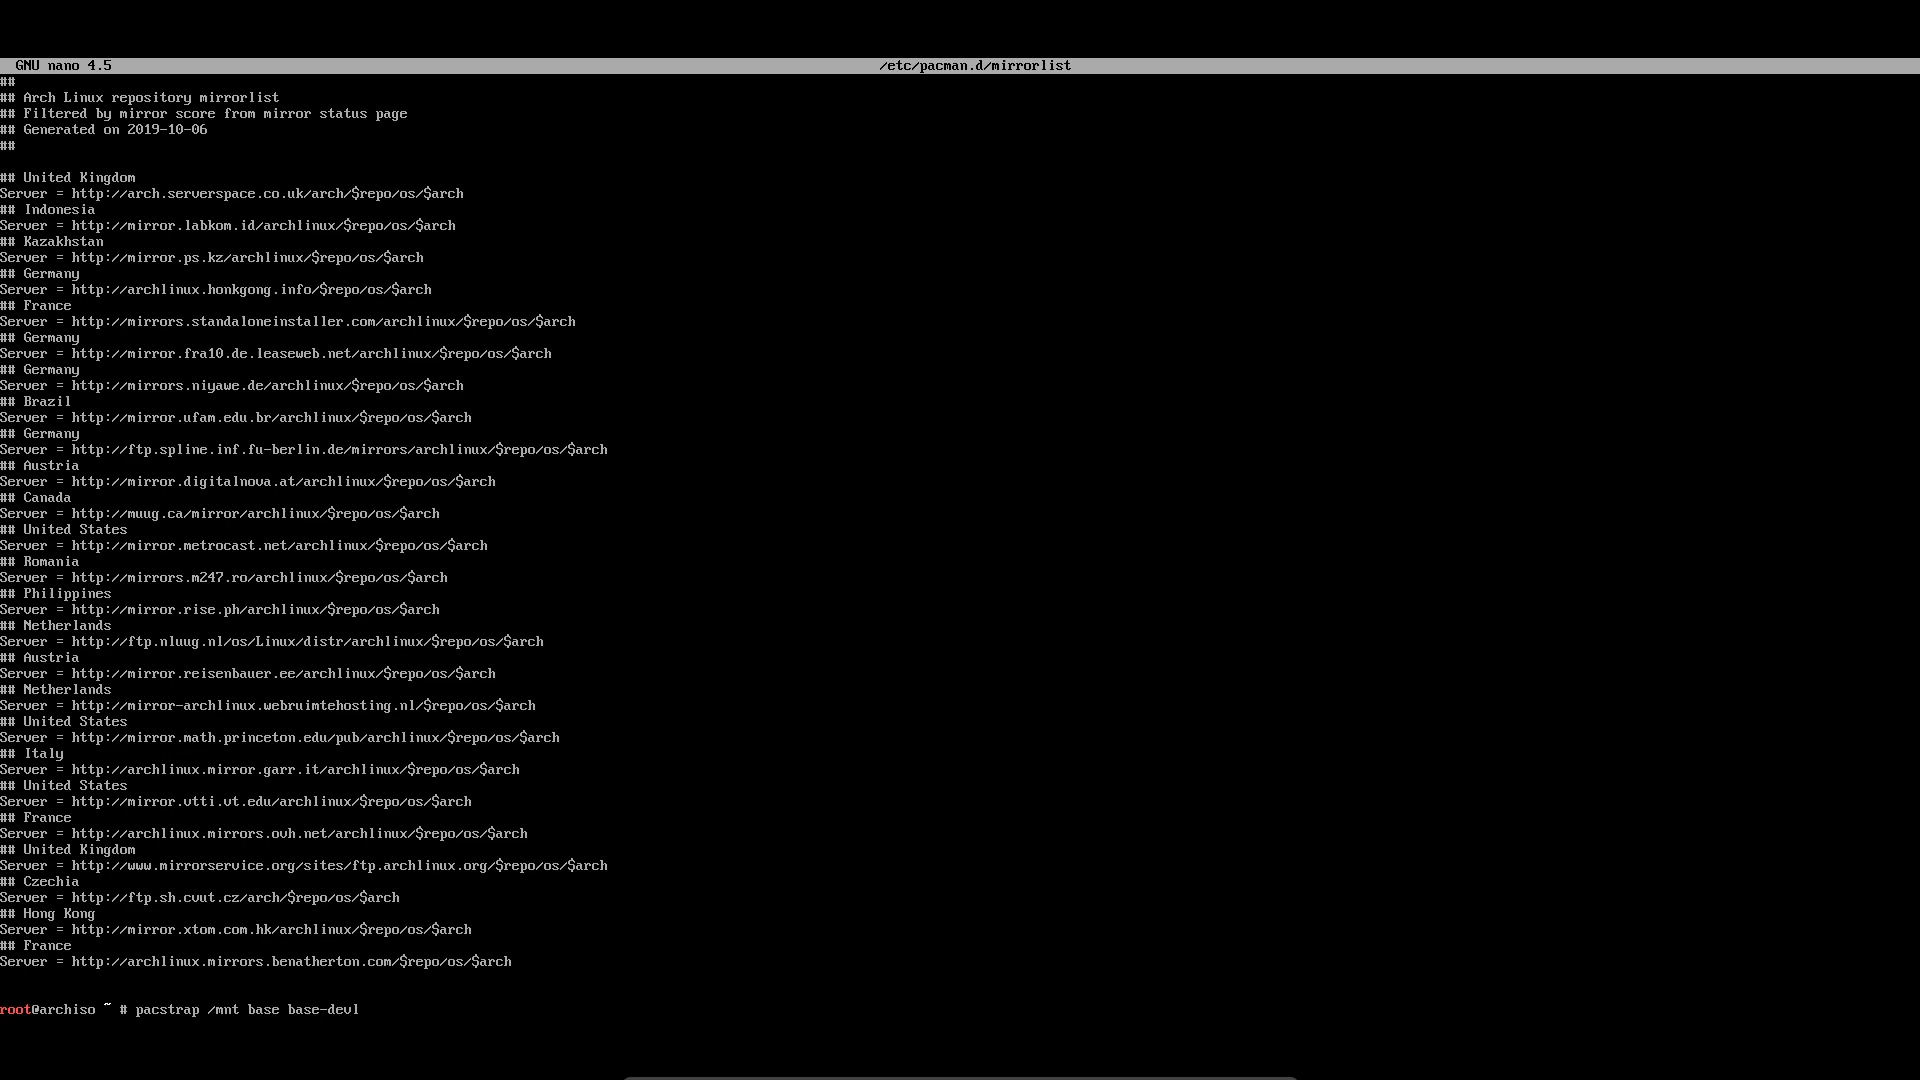 GNU nano 4.5 /etc/pacman.d/mirrorlist
##
## Arch Linux repository mirrorlist
## Filtered by mirror score from mirror status page
## Generated on 2019-10-06
##
## United Kingdom
Server = http://arch.serverspace.co.uk/arch/$repo/os/$arch
## Indonesia
Server = http://mirror.labkom.id/archlinux/$repo/os/$arch
## Kazakhstan
Server = http://mirror.ps.kz/archlinux/$repo/os/$arch
## Germany
Server = http://archlinux.honkgong.info/$repo/os/$arch
## France
Server = http://mirrors.standaloneinstaller.com/archlinux/$repo/os/$arch
## Germany
Server = http://mirror.fra10.de.leaseweb.net/archlinux/$repo/os/$arch
## Germany
Server = http://mirrors.niyawe.de/archlinux/$repo/os/$arch
## Brazil
Server = http://mirror.ufam.edu.br/archlinux/$repo/os/$arch
## Germany
Server = http://ftp.spline.inf.fu-berlin.de/mirrors/archlinux/$repo/os/$arch
## Austria
Server = http://mirror.digitalnova.at/archlinux/$repo/os/$arch
## Canada
Server = http://muug.ca/mirror/archlinux/$repo/os/$arch
## United States
Server = http://mirror.metrocast.net/archlinux/$repo/os/$arch
## Romania
Server = http://mirrors.m247.ro/archlinux/$repo/os/$arch
## Philippines
Server = http://mirror.rise.ph/archlinux/$repo/os/$arch
## Netherlands
Server = http://ftp.nluug.nl/os/Linux/distr/archlinux/$repo/os/$arch
## Austria
Server = http://mirror.reisenbauer.ee/archlinux/$repo/os/$arch
## Netherlands
Server = http://mirror-archlinux.webruimtehosting.nl/$repo/os/$arch
## United States
Server = http://mirror.math.princeton.edu/pub/archlinux/$repo/os/$arch
## Italy
Server = http://archlinux.mirror.garr.it/archlinux/$repo/os/$arch
## United States
Server = http://mirror.vtti.vt.edu/archlinux/$repo/os/$arch
## France
Server = http://archlinux.mirrors.ovh.net/archlinux/$repo/os/$arch
## United Kingdom
Server = http://www.mirrorservice.org/sites/ftp.archlinux.org/$repo/os/$arch
## Czechia
Server = http://ftp.sh.cvut.cz/arch/$repo/os/$arch
## Hong Kong
Server = http://mirror.xtom.com.hk/archlinux/$repo/os/$arch
## France
Server = http://archlinux.mirrors.benatherton.com/$repo/os/$arch
root@archiso ~ # pacstrap /mnt base base-devl